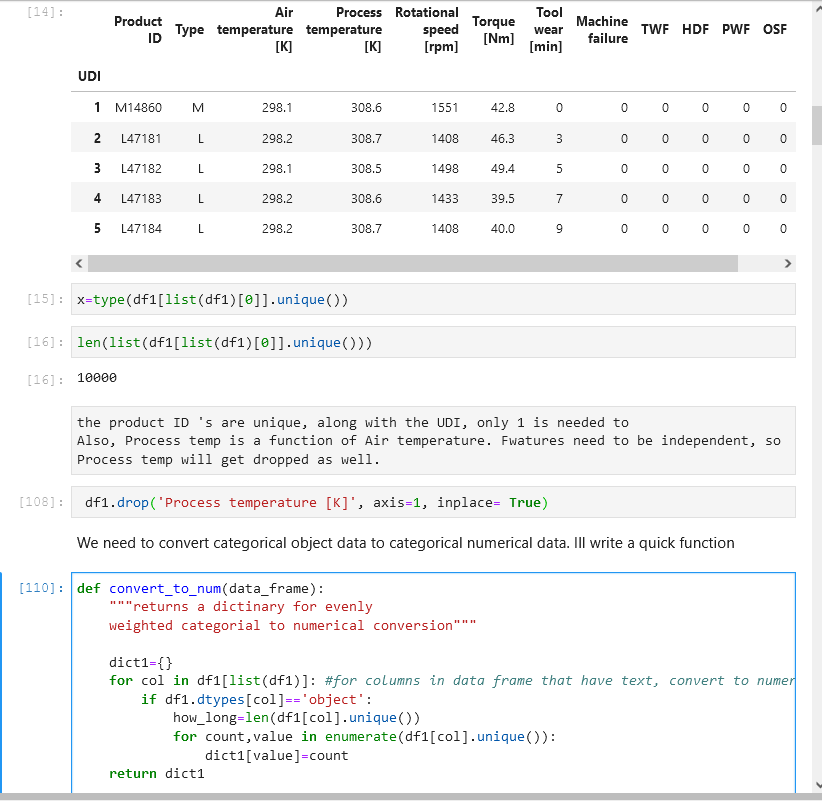 [14]:
Product ID Type Air temperature [K] Process temperature [K] Rotational speed [rpm] Torque [Nm] Tool wear [min] Machine failure TWF HDF PWF OSF
UDI
1 M14860 M 298.1 308.6 1551 42.8 0 0 0 0 0 0
2 L47181 L 298.2 308.7 1408 46.3 3 0 0 0 0 0
3 L47182 L 298.1 308.5 1498 49.4 5 0 0 0 0 0
4 L47183 L 298.2 308.6 1433 39.5 7 0 0 0 0 0
5 L47184 L 298.2 308.7 1408 40.0 9 0 0 0 0 0
[15]: x=type(df1[list(df1)[0]].unique())
[16]: len(list(df1[list(df1)[0]].unique()))
[16]: 10000
the product ID 's are unique, along with the UDI, only 1 is needed to
Also, Process temp is a function of Air temperature. Fwatures need to be independent, so
Process temp will get dropped as well.
[108]: df1.drop('Process temperature [K]', axis=1, inplace= True)
We need to convert categorical object data to categorical numerical data. Ill write a quick function
[110]: def convert_to_num(data_frame):
"""returns a dictinary for evenly
weighted categorial to numerical conversion"""
dict1={}
for col in df1[list(df1)]: #for columns in data frame that have text, convert to numer
if df1.dtypes[col]=='object':
how_long=len(df1[col].unique())
for count,value in enumerate(df1[col].unique()):
dict1[value]=count
return dict1